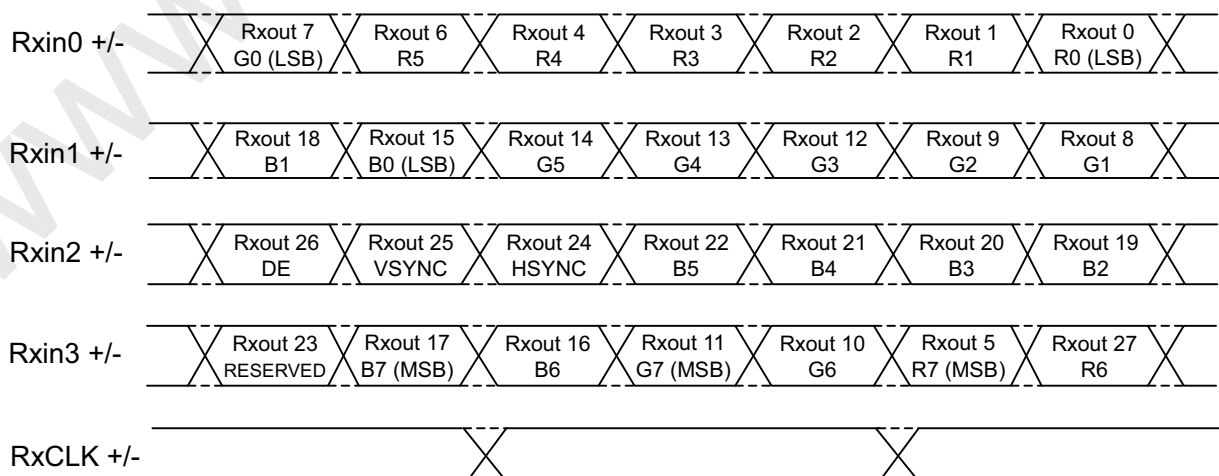 Rxin0 +/-
Rxout 7 Rxout 6 Rxout 4 Rxout 3 Rxout 2 Rxout 1 Rxout 0
G0 (LSB) R5 R4 R3 R2 R1 R0 (LSB)
Rxin1 +/-
Rxout 18 Rxout 15 Rxout 14 Rxout 13 Rxout 12 Rxout 9 Rxout 8
B1 B0 (LSB) G5 G4 G3 G2 G1
Rxin2 +/-
Rxout 26 Rxout 25 Rxout 24 Rxout 22 Rxout 21 Rxout 20 Rxout 19
DE VSYNC HSYNC B5 B4 B3 B2
Rxin3 +/-
Rxout 23 Rxout 17 Rxout 16 Rxout 11 Rxout 10 Rxout 5 Rxout 27
RESERVED B7 (MSB) B6 G7 (MSB) G6 R7 (MSB) R6
RxCLK +/-